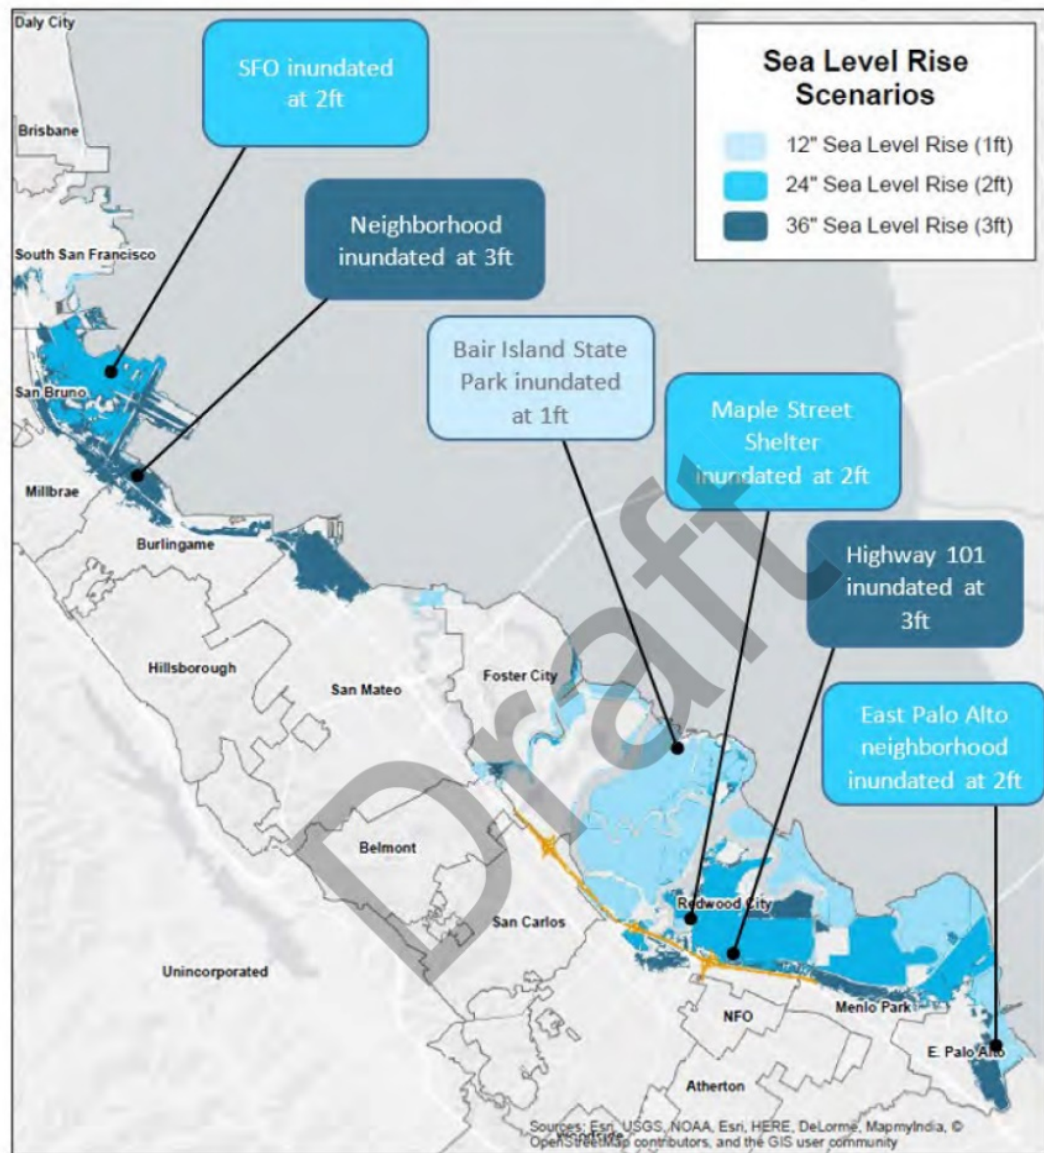 Daly City
SFO inundated
at 2ft
Sea Level Rise
Scenarios
12" Sea Level Rise (1ft)
24" Sea Level Rise (2ft)
36" Sea Level Rise (3ft)
Brisbane
Neighborhood
inundated at 3ft
South San Francisco
Bair Island State
Park inundated
at 1ft
San Bruno
Maple Street
Shelter
inundated at 2ft
Millbrae
Burlingame
Highway 101
inundated at
3ft
Hillsborough
San Mateo
Foster City
East Palo Alto
neighborhood
inundated at 2ft
Draft
Belmont
San Carlos
Redwood City
Unincorporated
Menlo Park
NFO
E. Palo Alto
Atherton
Woodside
Sources: Esri, USGS, NOAA, Esri, HERE, DeLorme, MapmyIndia, ©
OpenStreetMap contributors, and the GIS user community